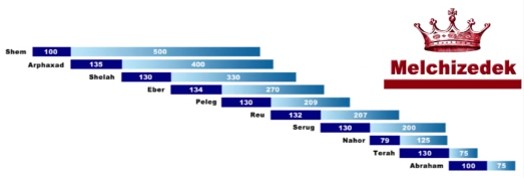 Shem 100 500
Arphaxad 135 400
Shelah 130 330
Eber 134 270
Peleg 130 209
Reu 132 207
Serug 130 200
Nahor 79 125
Terah 130 75
Abraham 100 75
Melchizedek